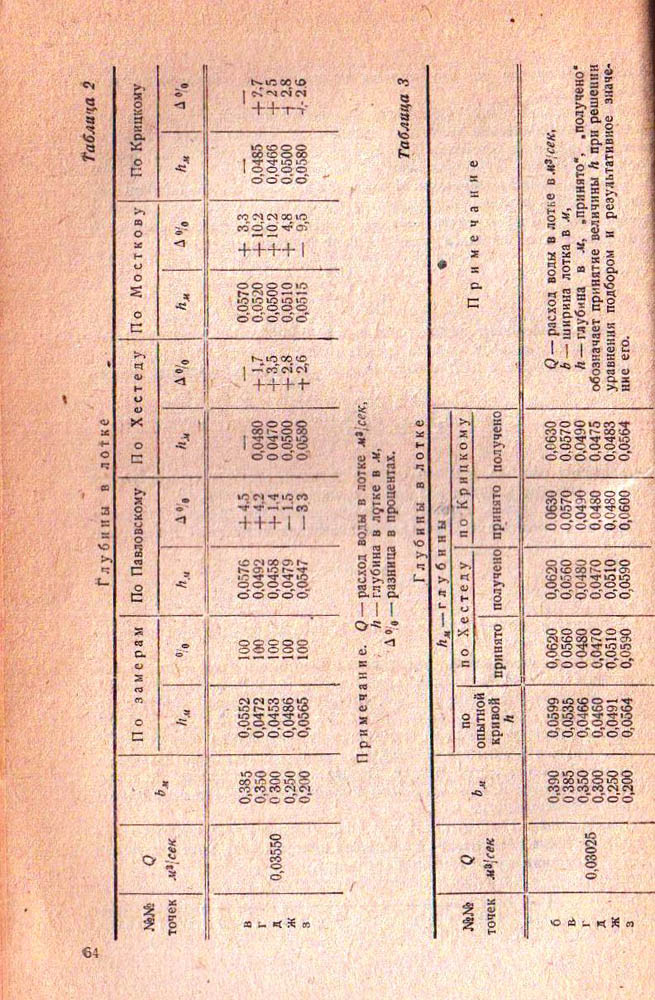 64
Таблица 2
Глубины в лотке
№№ точек | Q м³/сек | bм | По замерам | По Павловскому | По Хестеду | По Мосткову | По Крицкому
hм | % | hм | Δ% | hм | Δ% | hм | Δ% | hм | Δ%
в | 0,385 | 0,0552 | 100 | 0,0576 | + 4,5 | — | — | 0,0570 | + 3,3 | — | —
г | 0,350 | 0,0472 | 100 | 0,0492 | + 4,2 | 0,0480 | + 1,7 | 0,0520 | + 10,2 | 0,0485 | + 2,7
д | 0,03550 | 0 300 | 0,0453 | 100 | 0,0458 | + 1,4 | 0 0470 | + 3,5 | 0,0500 | + 10,2 | 0,0466 | + 2 5
ж | 0,250 | 0,0486 | 100 | 0,0479 | — 1,5 | 0,0500 | + 2,8 | 0,0510 | + 4,8 | 0,0500 | + 2,8
з | 0,200 | 0,0565 | 100 | 0,0547 | — 3 3 | 0,0580 | + 2,6 | 0,0515 | — 9,5 | 0,0580 | + 2,6
Примечание. Q — расход воды в лотке м³/сек,
h — глубина в лотке в м,
Δ % — разница в процентах.
Таблица 3
Глубины в лотке
№№ точек | Q м³/сек | bм | hм — глубины | Примечание
по опытной кривой h | по Хестеду | по Крицкому
принято | получено | принято | получено
б | 0,390 | 0,0599 | 0,0620 | 0,0620 | 0 0630 | 0,0630
в | 0 385 | 0,0535 | 0 0560 | 0,0560 | 0,0570 | 0,0570
г | 0,350 | 0,0466 | 0 0480 | 0,0480 | 0,0490 | 0,0490
д | 0,03025 | 0,300 | 0,0460 | 0,0470 | 0,0470 | 0,0480 | 0,0475
ж | 0,250 | 0,0491 | 0,0510 | 0,0510 | 0,0480 | 0,0483
з | 0,200 | 0,0564 | 0,0590 | 0,0590 | 0,0600 | 0,0564
Q — расход воды в лотке в м³/сек,
b — ширина лотка в м,
h — глубина в м, „принято“, „получено“
обозначает принятие величины h при решении
уравнения подбором и результативное значе-
ние его.